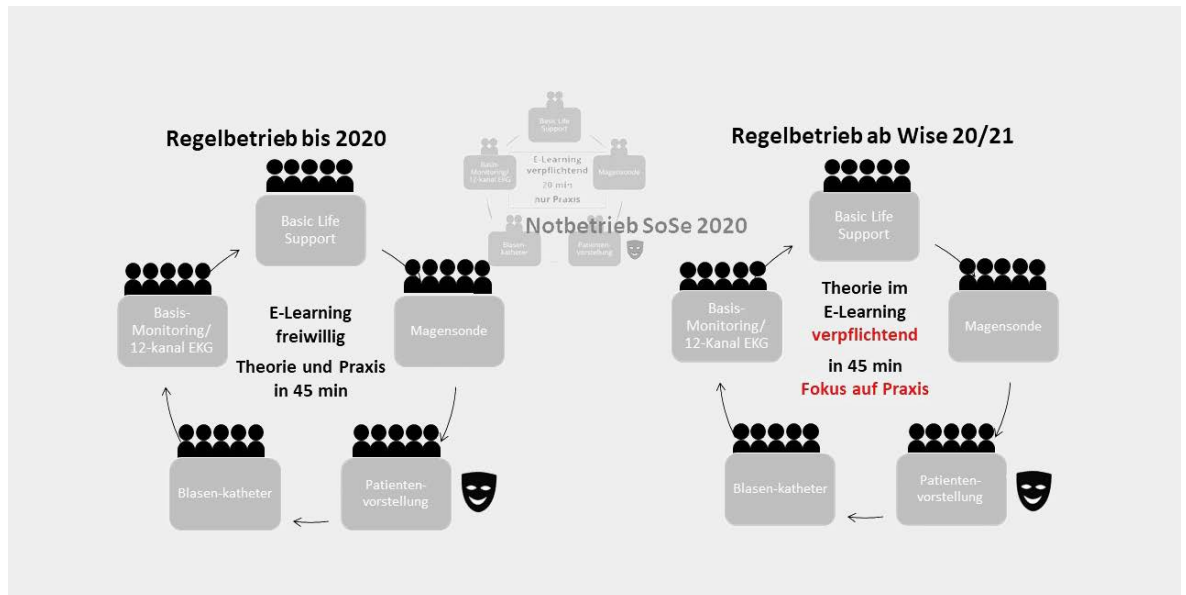 Regelbetrieb bis 2020
Basic Life
Support
Basis-
Monitoring/
12-kanal EKG
E-Learning
freiwillig
Theorie und Praxis
in 45 min
Magensonde
Blasen-katheter
Patienten-
vorstellung
Basic Life
Support
Basis-
Monitoring/
12-kanal EKG
E-Learning
verpflichtend
20 min
nur Praxis
Magensonde
Notbetrieb SoSe 2020
Blasen-
katheter
Patienten-
vorstellung
Regelbetrieb ab Wise 20/21
Basic Life
Support
Basis-
Monitoring/
12-Kanal EKG
Theorie im
E-Learning
verpflichtend
in 45 min
Fokus auf Praxis
Magensonde
Blasen-katheter
Patienten-
vorstellung